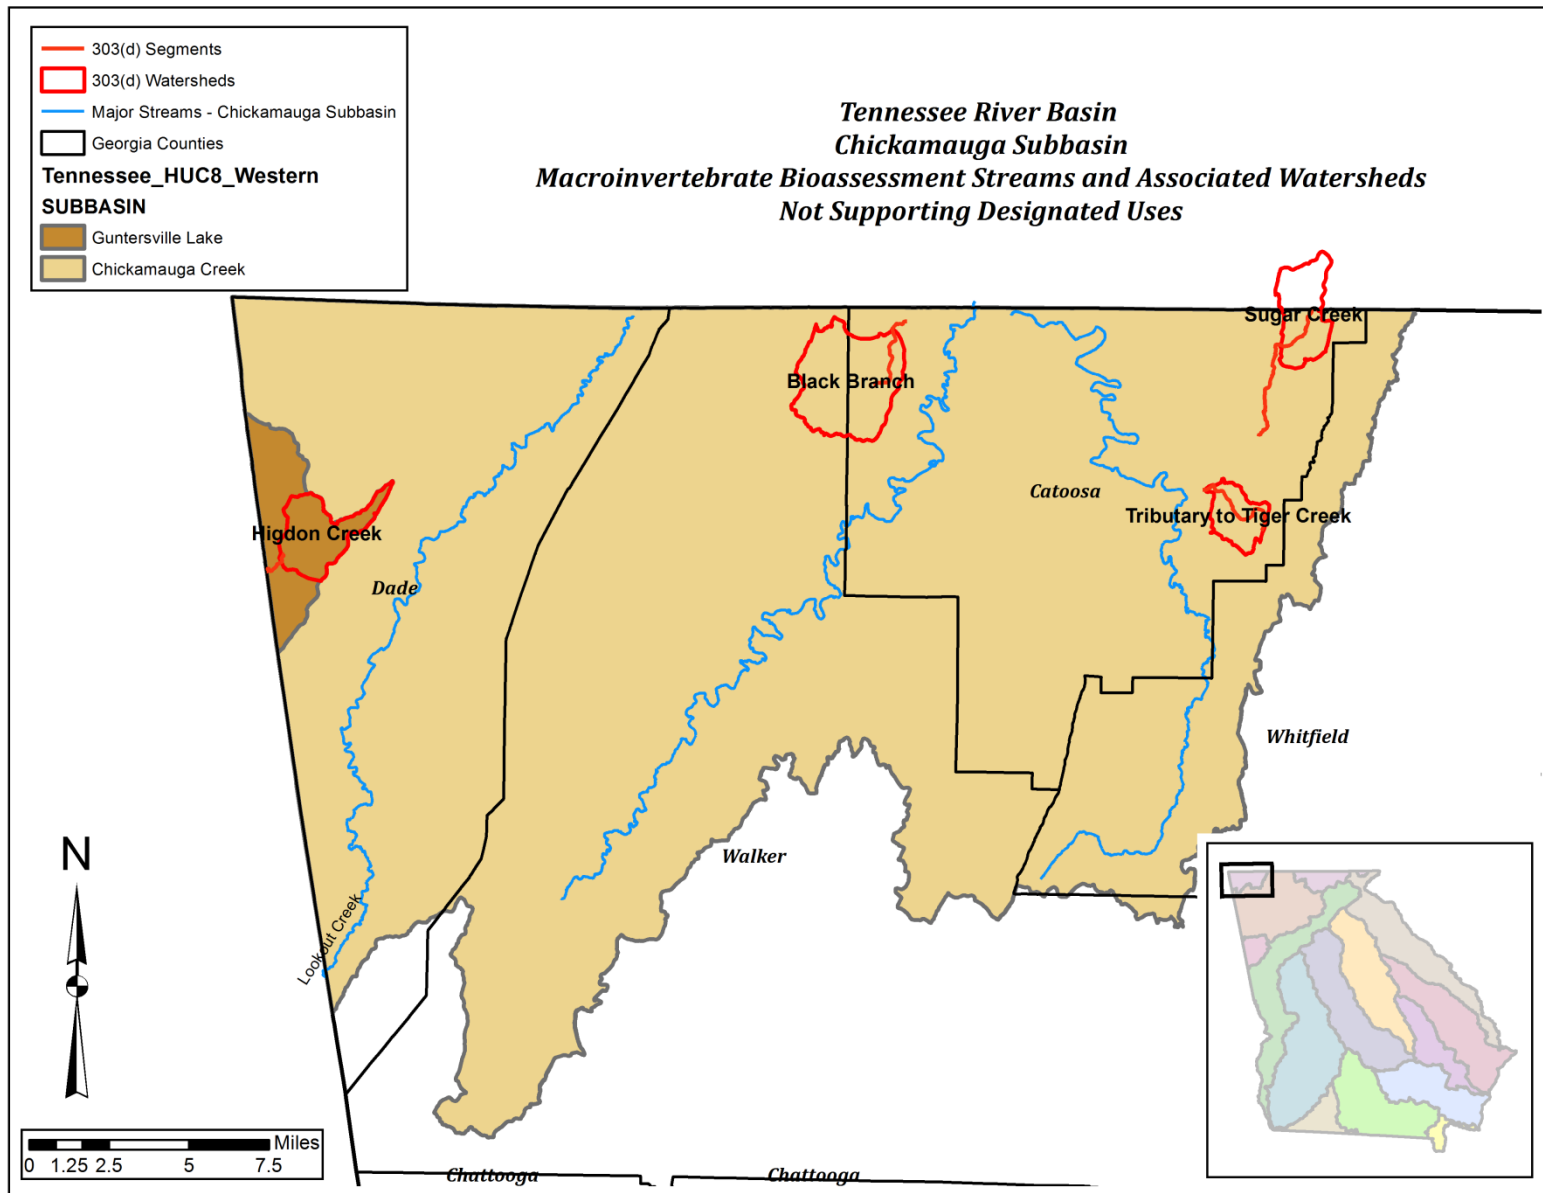 303(d) Segments
303(d) Watersheds
Major Streams - Chickamauga Subbasin
Georgia Counties
Tennessee_HUC8_Western
SUBBASIN
Guntersville Lake
Chickamauga Creek
Tennessee River Basin
Chickamauga Subbasin
Macroinvertebrate Bioassessment Streams and Associated Watersheds
Not Supporting Designated Uses
Sugar Creek
Black Branch
Catoosa
Tributary to Tiger Creek
Higdon Creek
Dade
Whitfield
Walker
Lookout Creek
N
Miles
0 1.25 2.5 5 7.5
Chattooga Chattooga